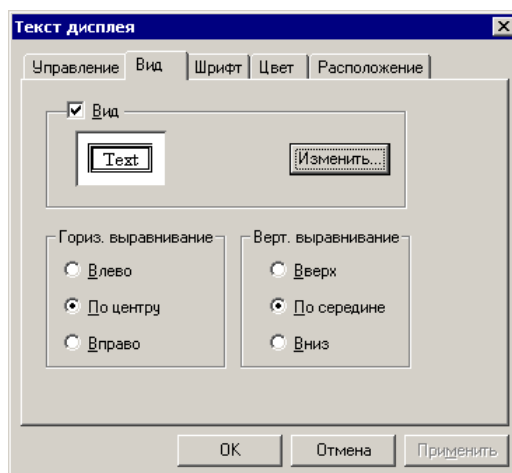 Текст дисплея
Управление Вид Шрифт Цвет Расположение
Вид
Text
Изменить...
Гориз. выравнивание Верт. выравнивание
Влево Вверх
По центру По середине
Вправо Вниз
OK Отмена Применить